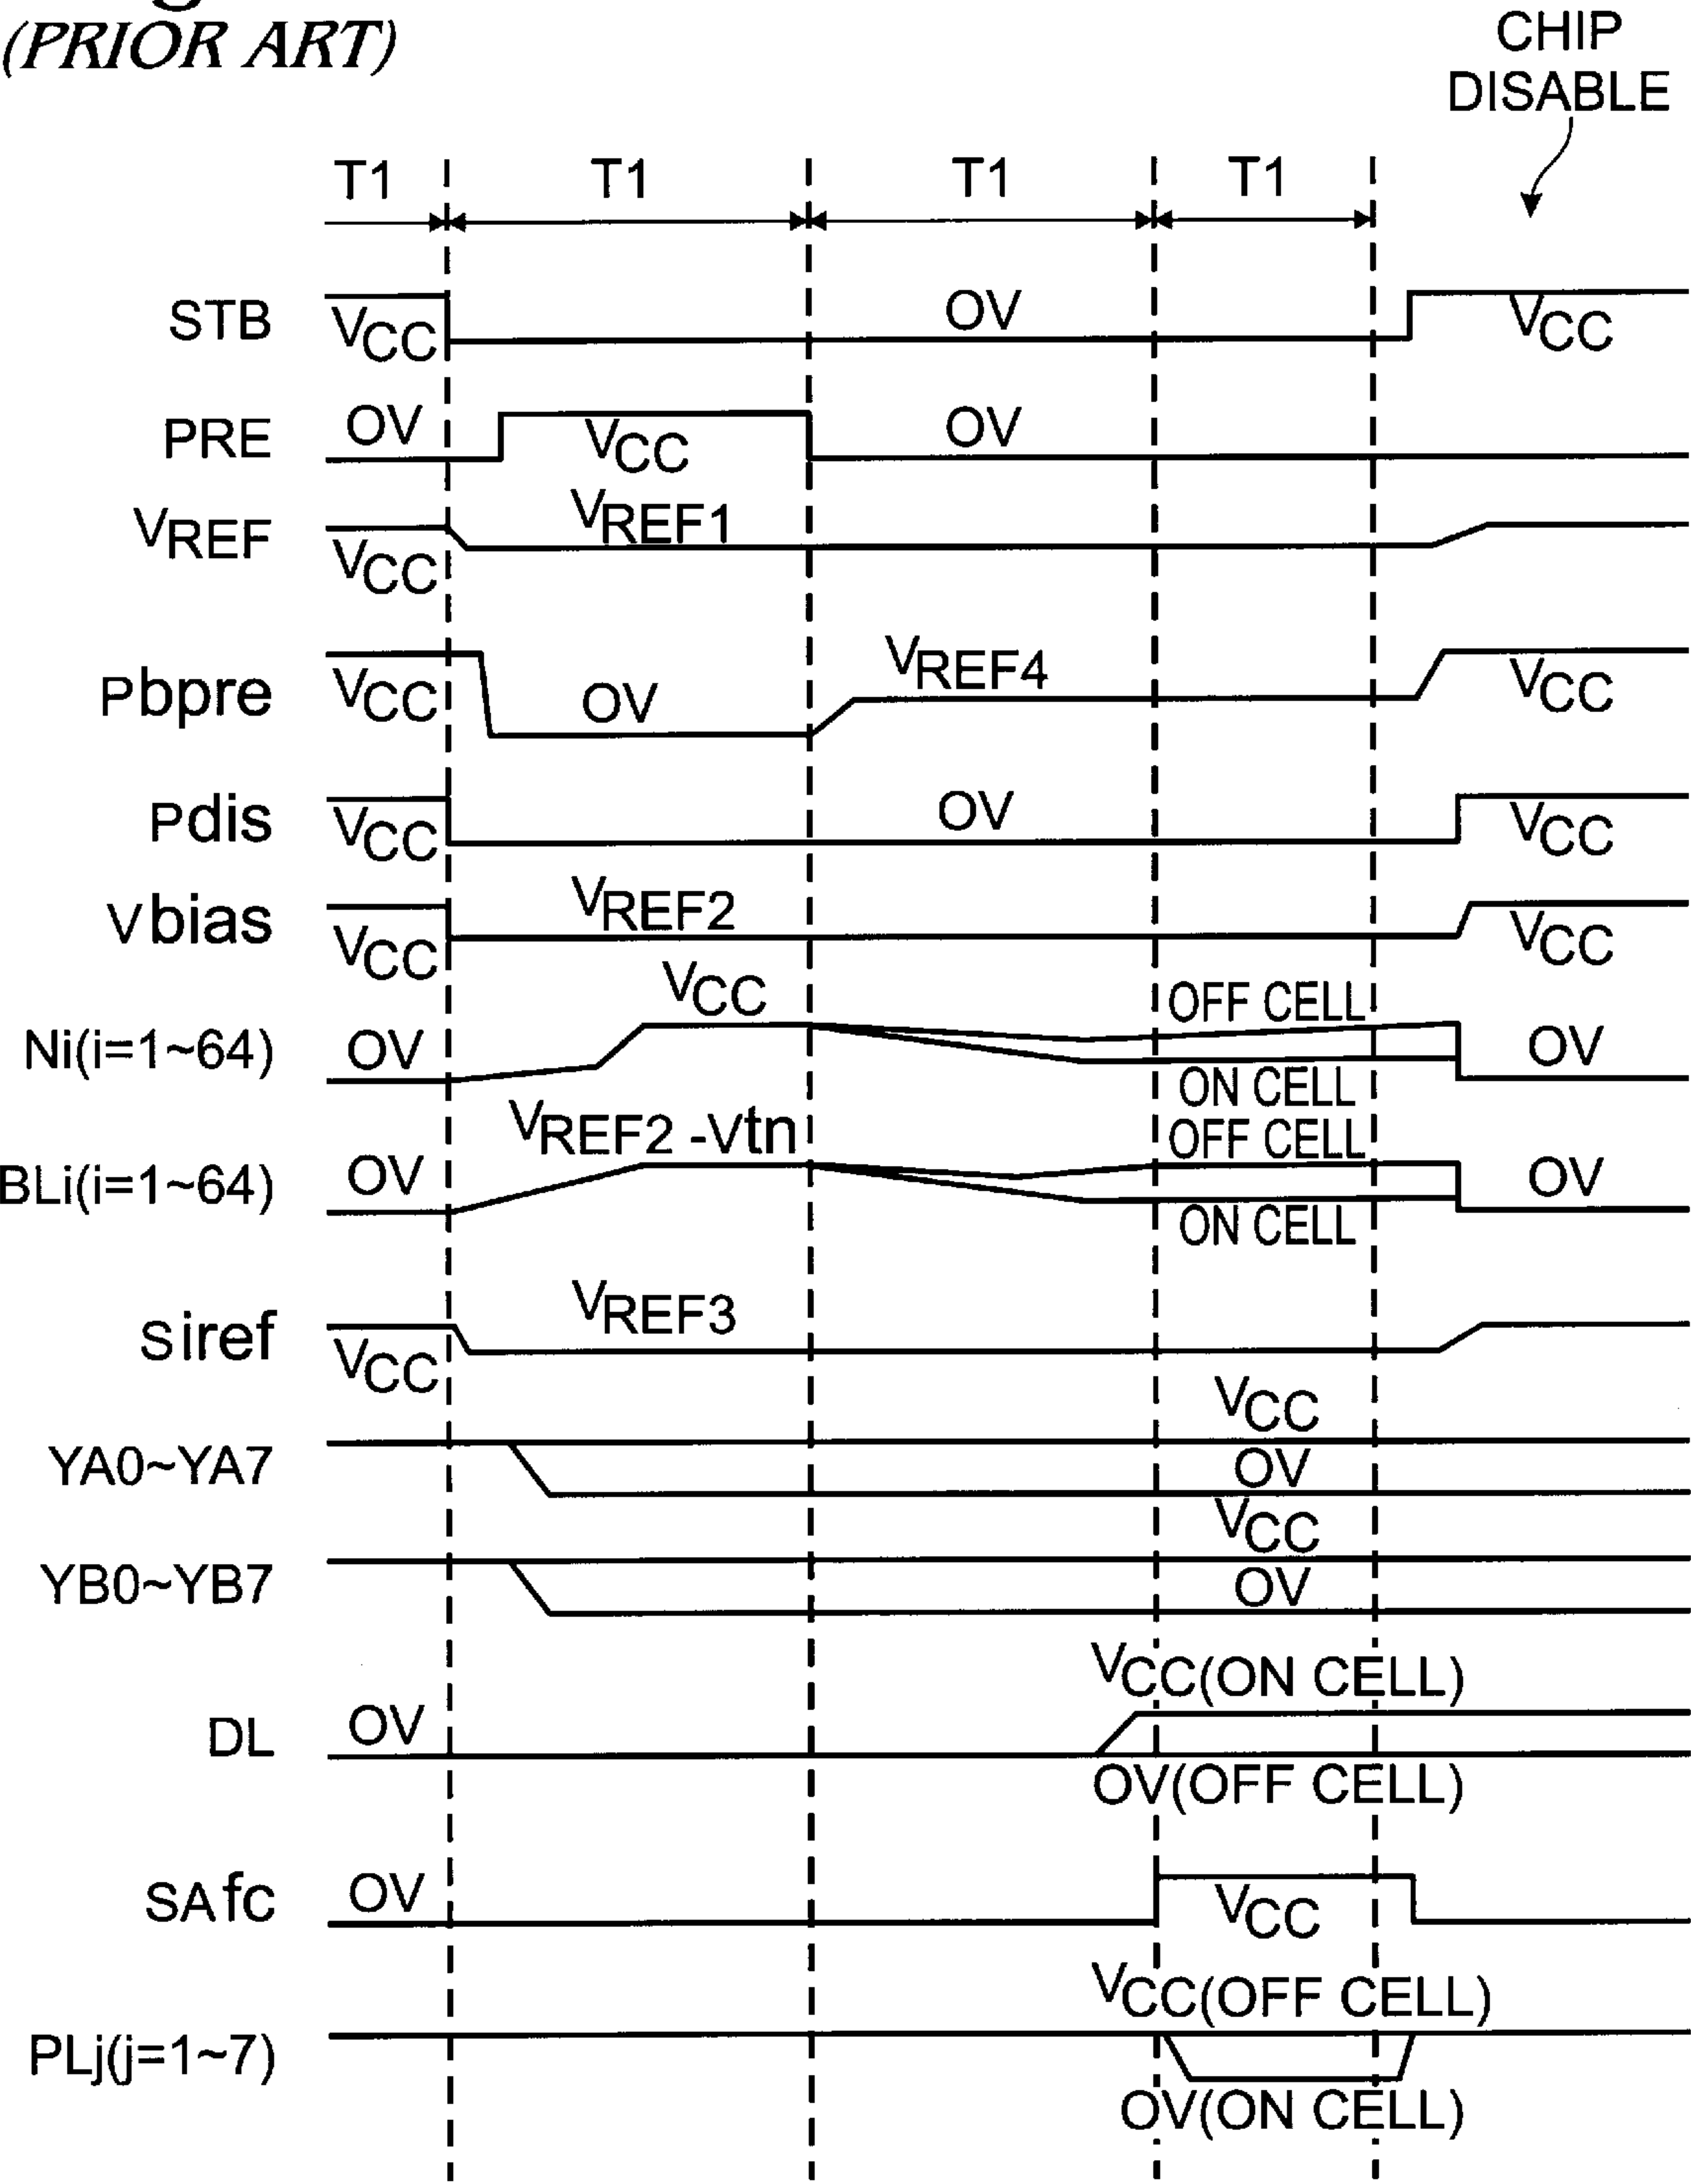 (PRIOR ART)
CHIP
DISABLE
T1 T1 T1 T1
STB VCC OV VCC
PRE OV VCC OV
VREF VCC VREF1
Pbpre VCC OV VREF4 VCC
Pdis VCC OV VCC
Vbias VCC VREF2 VCC
Ni(i=1~64) OV VCC OFF CELL ON CELL OV
BLi(i=1~64) OV VREF2 -Vtn OFF CELL ON CELL OV
Siref VCC VREF3
YA0~YA7 VCC OV
YB0~YB7 VCC OV
DL OV VCC(ON CELL) OV(OFF CELL)
SAfc OV VCC
PLj(j=1~7) VCC(OFF CELL) OV(ON CELL)